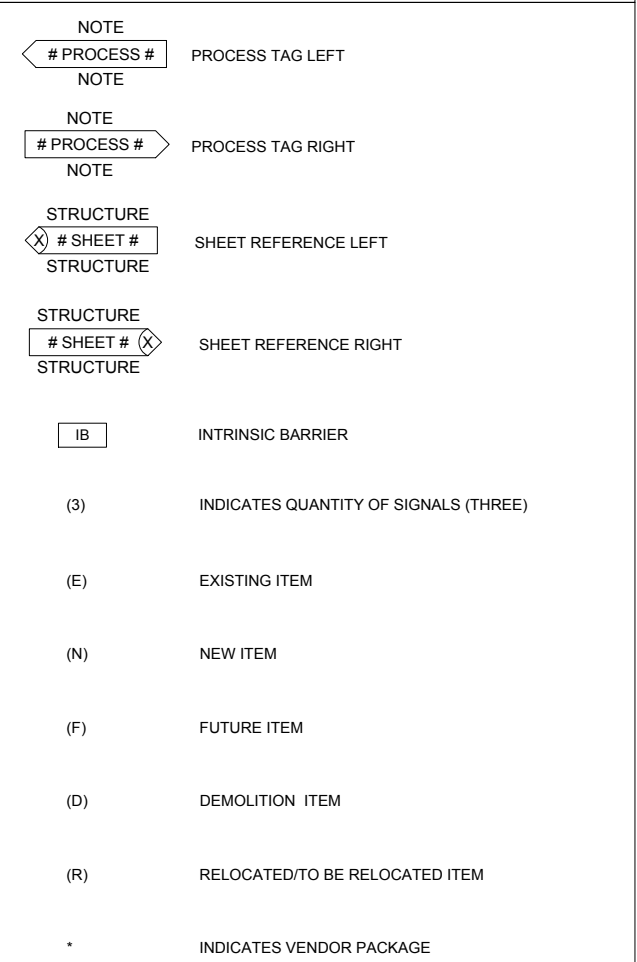 NOTE
# PROCESS # PROCESS TAG LEFT
NOTE
NOTE
# PROCESS # PROCESS TAG RIGHT
NOTE
STRUCTURE
X # SHEET # SHEET REFERENCE LEFT
STRUCTURE
STRUCTURE
# SHEET # X SHEET REFERENCE RIGHT
STRUCTURE
IB INTRINSIC BARRIER
(3) INDICATES QUANTITY OF SIGNALS (THREE)
(E) EXISTING ITEM
(N) NEW ITEM
(F) FUTURE ITEM
(D) DEMOLITION ITEM
(R) RELOCATED/TO BE RELOCATED ITEM
* INDICATES VENDOR PACKAGE